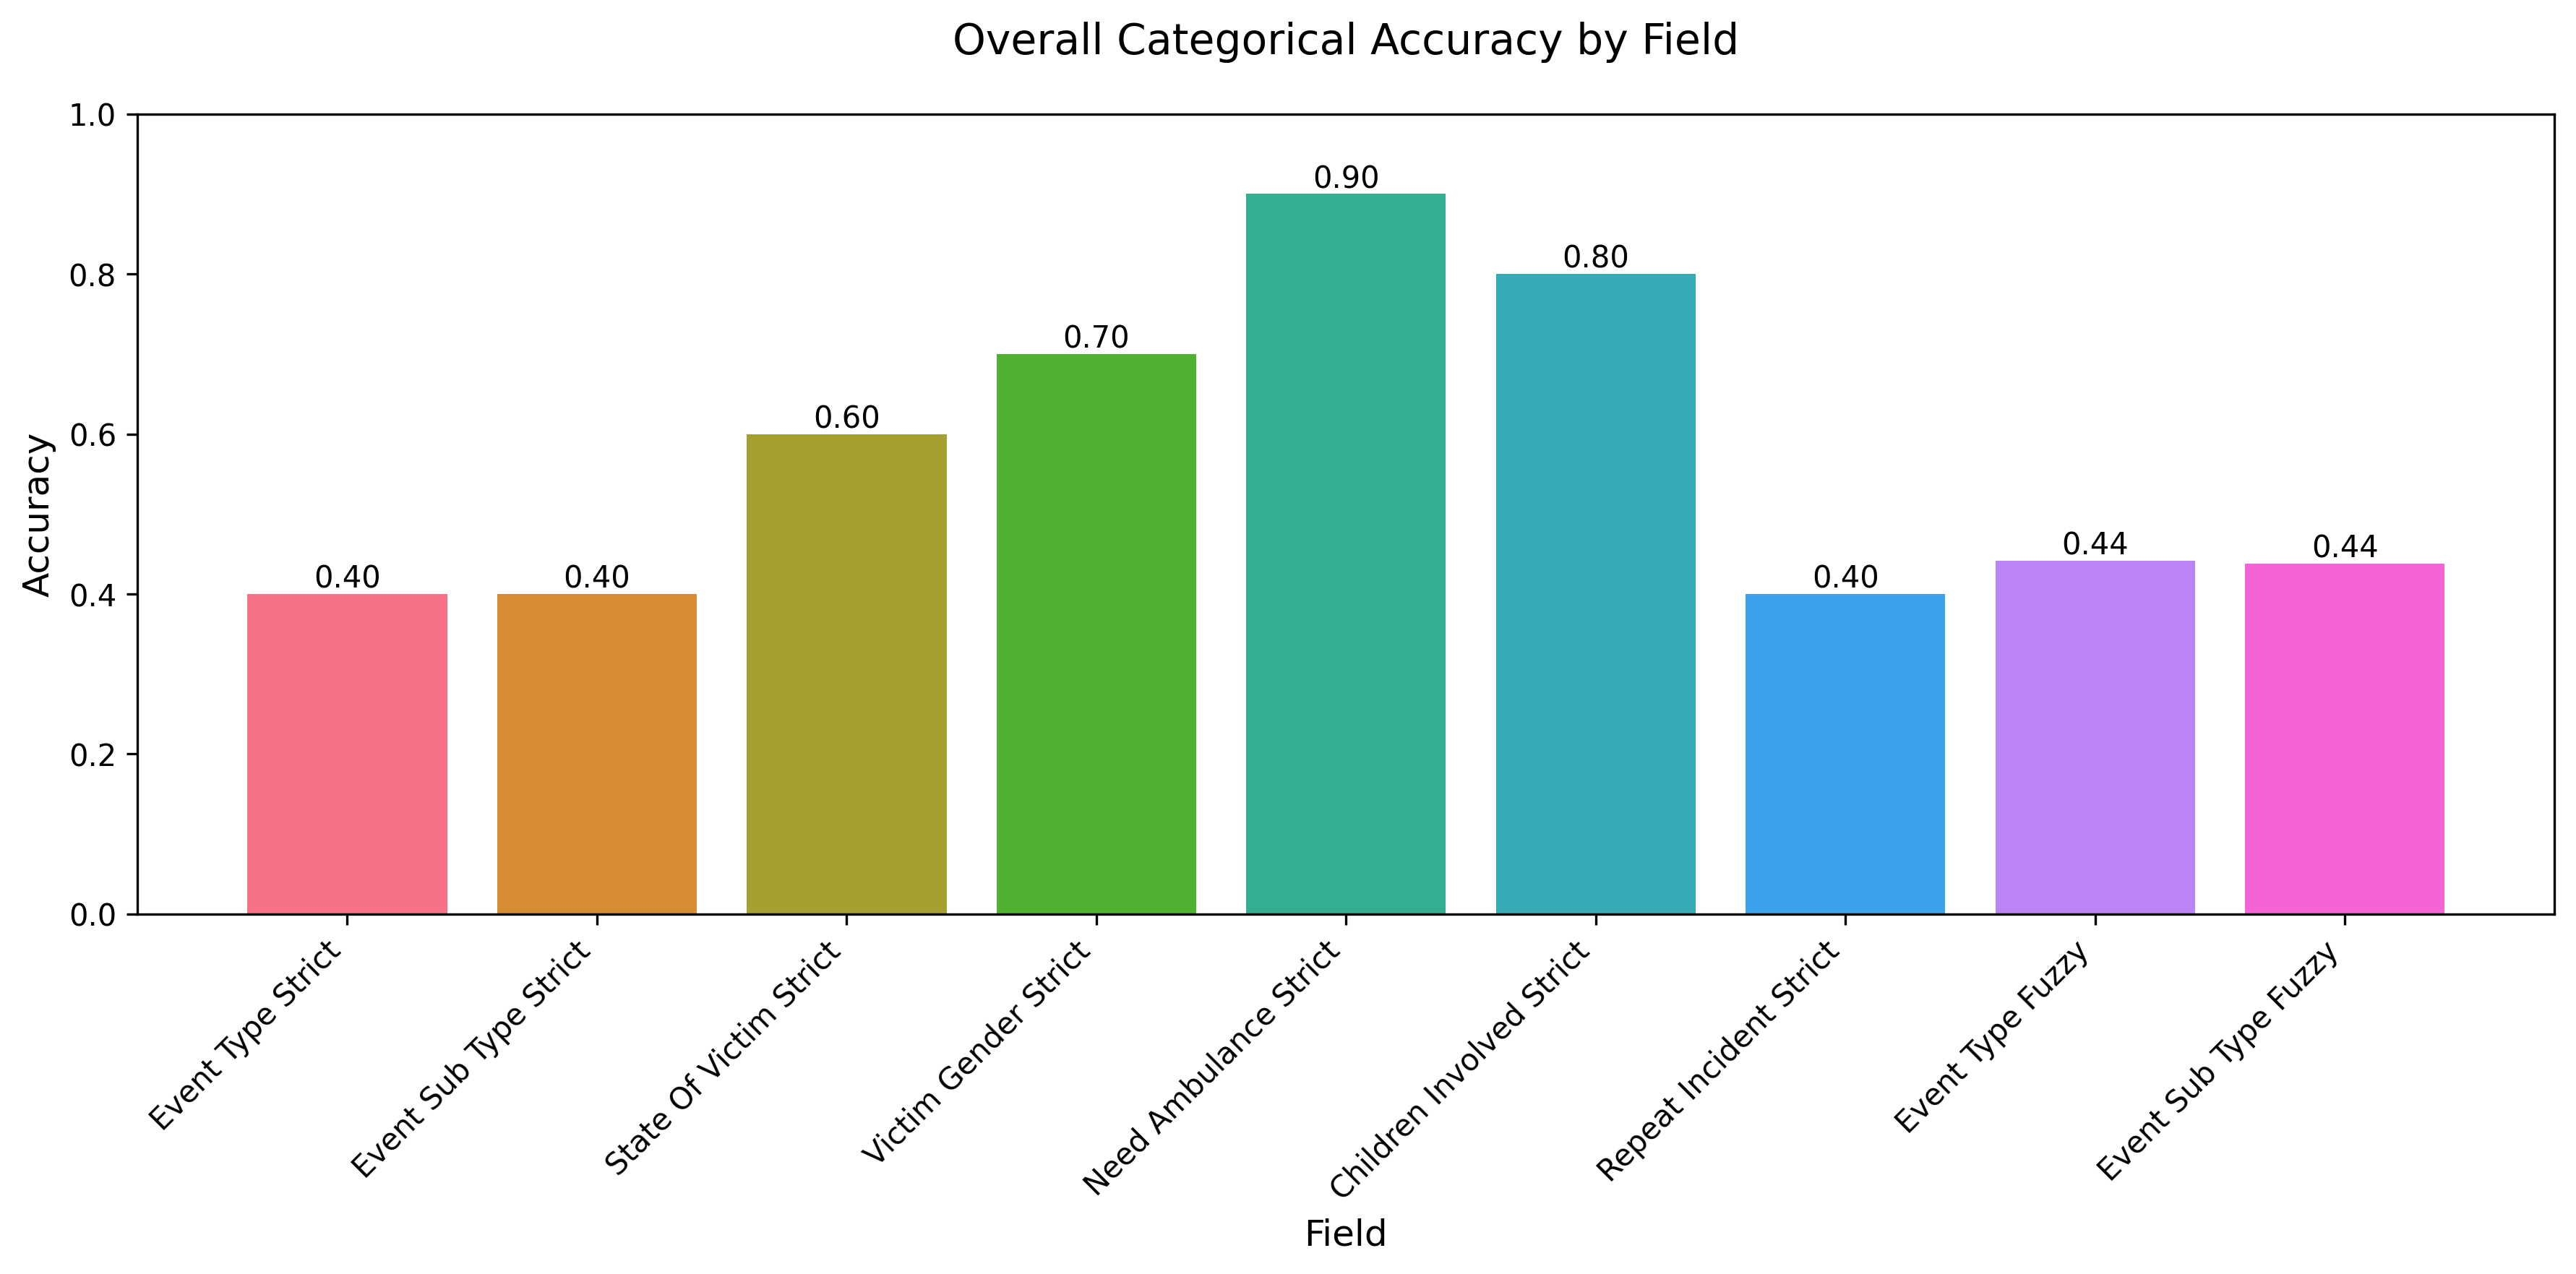 Overall Categorical Accuracy by Field
Accuracy
1.0
0.8
0.6
0.4
0.2
0.0
0.40
0.40
0.60
0.70
0.90
0.80
0.40
0.44
0.44
Event Type Strict
Event Sub Type Strict
State Of Victim Strict
Victim Gender Strict
Need Ambulance Strict
Children Involved Strict
Repeat Incident Strict
Event Type Fuzzy
Event Sub Type Fuzzy
Field